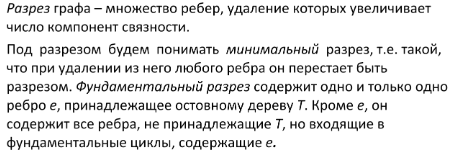 Разрез графа – множество ребер, удаление которых увеличивает
число компонент связности.
Под разрезом будем понимать минимальный разрез, т.е. такой,
что при удалении из него любого ребра он перестает быть
разрезом. Фундаментальный разрез содержит одно и только одно
ребро e, принадлежащее остовному дереву T. Кроме e, он
содержит все ребра, не принадлежащие T, но входящие в
фундаментальные циклы, содержащие e.